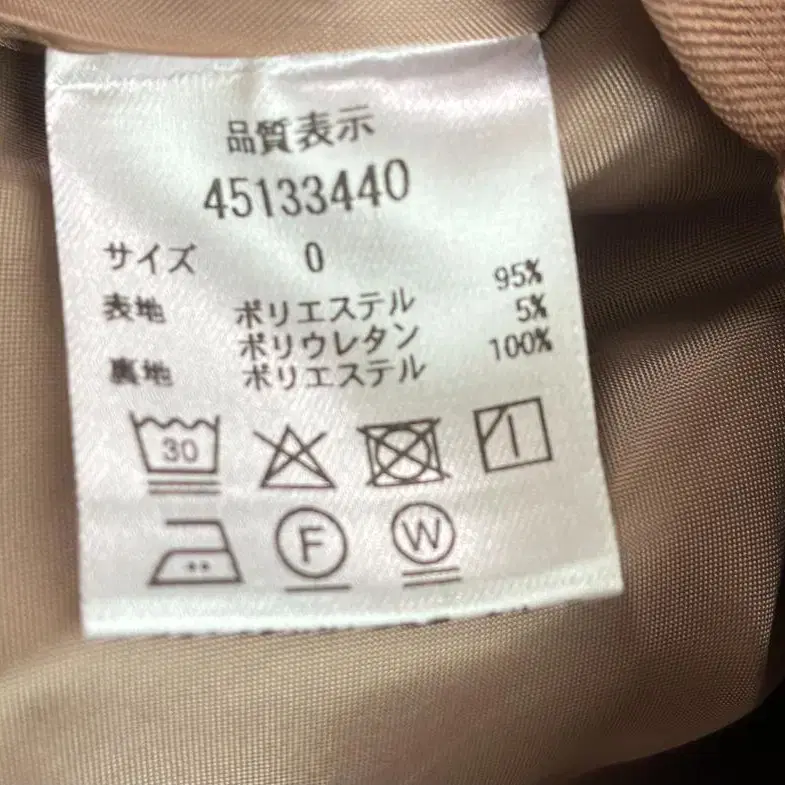 品質表示
45133440
サイズ 0
表地 ポリエステル 95%
ポリウレタン 5%
裏地 ポリエステル 100%
30
F W